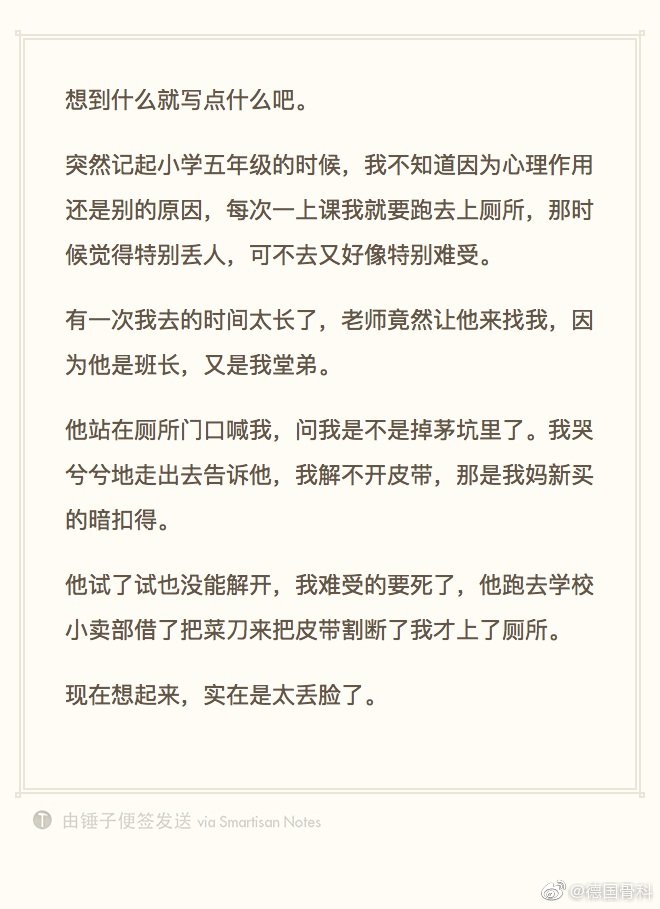 想到什么就写点什么吧。
突然记起小学五年级的时候，我不知道因为心理作用
还是别的原因，每次一上课我就要跑去上厕所，那时
候觉得特别丢人，可不去又好像特别难受。
有一次我去的时间太长了，老师竟然让他来找我，因
为他是班长，又是我堂弟。
他站在厕所门口喊我，问我是不是掉茅坑里了。我哭
兮兮地走出去告诉他，我解不开皮带，那是我妈新买
的暗扣得。
他试了试也没能解开，我难受的要死了，他跑去学校
小卖部借了把菜刀来把皮带割断了我才上了厕所。
现在想起来，实在是太丢脸了。
T 由锤子便签发送 via Smartisan Notes
@德国骨科